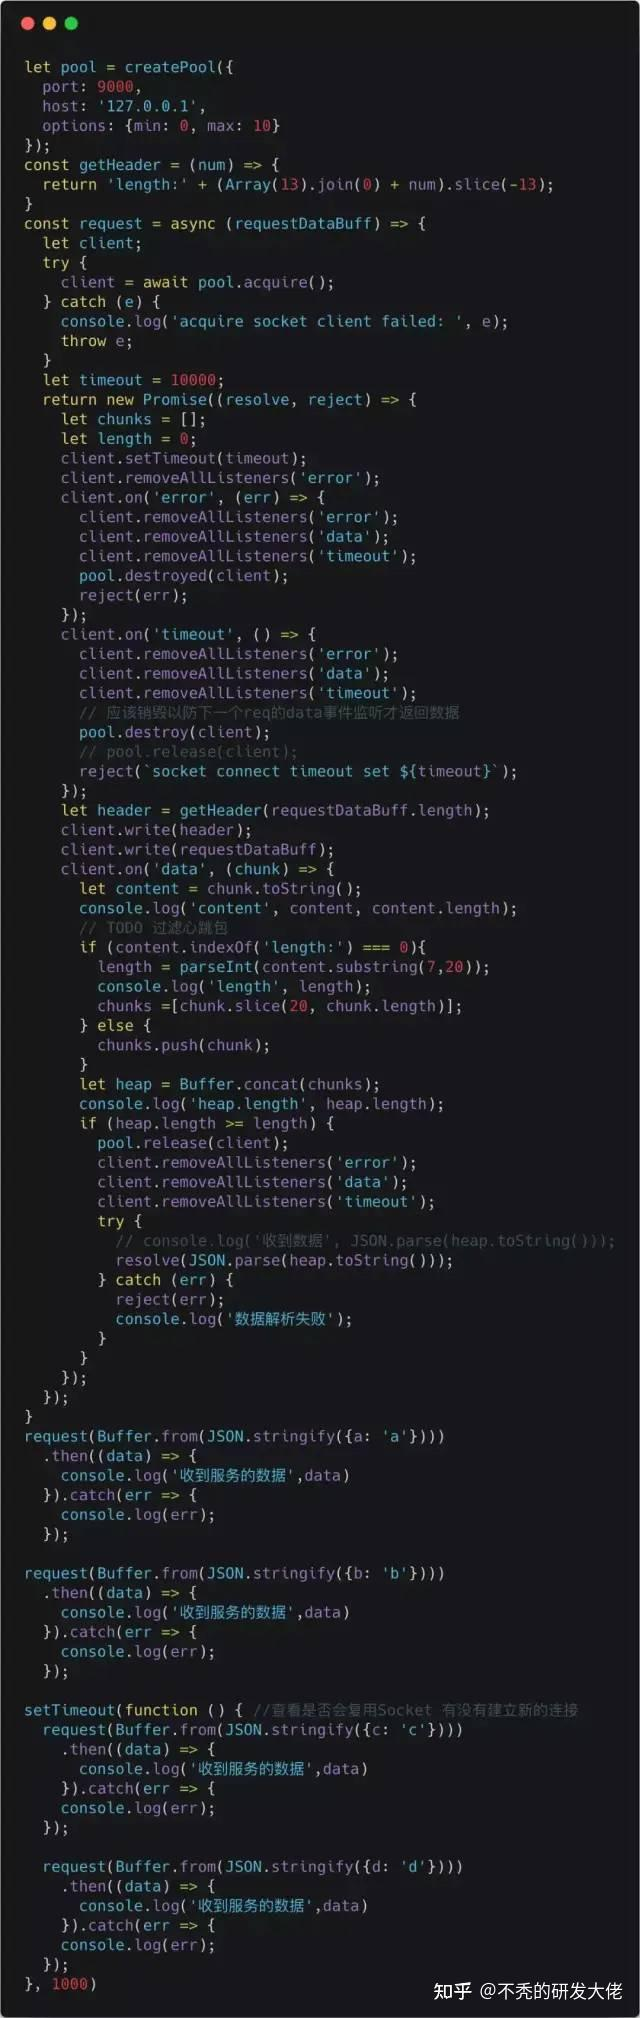 let pool = createPool({
  port: 9000,
  host: '127.0.0.1',
  options: {min: 0, max: 10}
});
const getHeader = (num) => {
  return 'length:' + (Array(13).join(0) + num).slice(-13);
}
const request = async (requestDataBuff) => {
  let client;
  try {
    client = await pool.acquire();
  } catch (e) {
    console.log('acquire socket client failed: ', e);
    throw e;
  }
  let timeout = 10000;
  return new Promise((resolve, reject) => {
    let chunks = [];
    let length = 0;
    client.setTimeout(timeout);
    client.removeAllListeners('error');
    client.on('error', (err) => {
      client.removeAllListeners('error');
      client.removeAllListeners('data');
      client.removeAllListeners('timeout');
      pool.destroyed(client);
      reject(err);
    });
    client.on('timeout', () => {
      client.removeAllListeners('error');
      client.removeAllListeners('data');
      client.removeAllListeners('timeout');
      // 应该销毁以防下一个req的data事件监听才返回数据
      pool.destroy(client);
      // pool.release(client);
      reject(`socket connect timeout set ${timeout}`);
    });
    let header = getHeader(requestDataBuff.length);
    client.write(header);
    client.write(requestDataBuff);
    client.on('data', (chunk) => {
      let content = chunk.toString();
      console.log('content', content, content.length);
      // TODO 过滤心跳包
      if (content.indexOf('length:') === 0){
        length = parseInt(content.substring(7,20));
        console.log('length', length);
        chunks =[chunk.slice(20, chunk.length)];
      } else {
        chunks.push(chunk);
      }
      let heap = Buffer.concat(chunks);
      console.log('heap.length', heap.length);
      if (heap.length >= length) {
        pool.release(client);
        client.removeAllListeners('error');
        client.removeAllListeners('data');
        client.removeAllListeners('timeout');
        try {
          // console.log('收到数据', JSON.parse(heap.toString()));
          resolve(JSON.parse(heap.toString()));
        } catch (err) {
          reject(err);
          console.log('数据解析失败');
        }
      }
    });
  });
}
request(Buffer.from(JSON.stringify({a: 'a'})))
  .then((data) => {
    console.log('收到服务的数据',data)
  }).catch(err => {
    console.log(err);
  });

request(Buffer.from(JSON.stringify({b: 'b'})))
  .then((data) => {
    console.log('收到服务的数据',data)
  }).catch(err => {
    console.log(err);
  });

setTimeout(function () { //查看是否会复用Socket 有没有建立新的连接
  request(Buffer.from(JSON.stringify({c: 'c'})))
    .then((data) => {
      console.log('收到服务的数据',data)
    }).catch(err => {
    console.log(err);
  });

  request(Buffer.from(JSON.stringify({d: 'd'})))
    .then((data) => {
      console.log('收到服务的数据',data)
    }).catch(err => {
    console.log(err);
  });
}, 1000)
知乎 @不秃的研发大佬